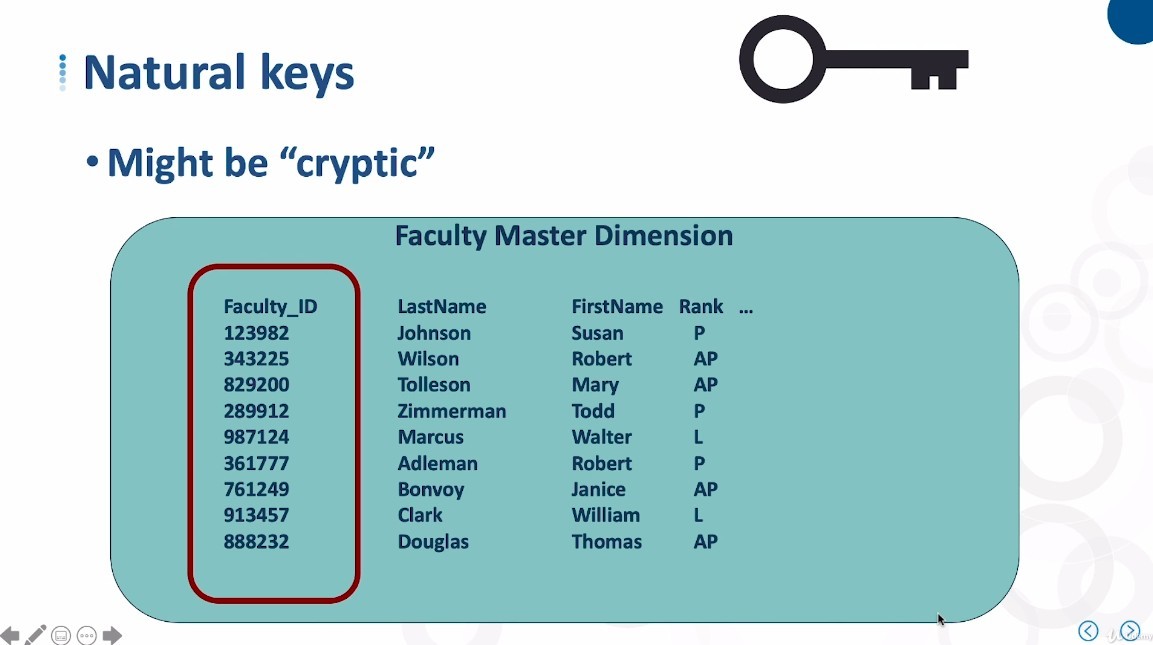 Natural keys
• Might be “cryptic”
Faculty Master Dimension
Faculty_ID LastName FirstName Rank ...
123982 Johnson Susan P
343225 Wilson Robert AP
829200 Tolleson Mary AP
289912 Zimmerman Todd P
987124 Marcus Walter L
361777 Adleman Robert P
761249 Bonvoy Janice AP
913457 Clark William L
888232 Douglas Thomas AP